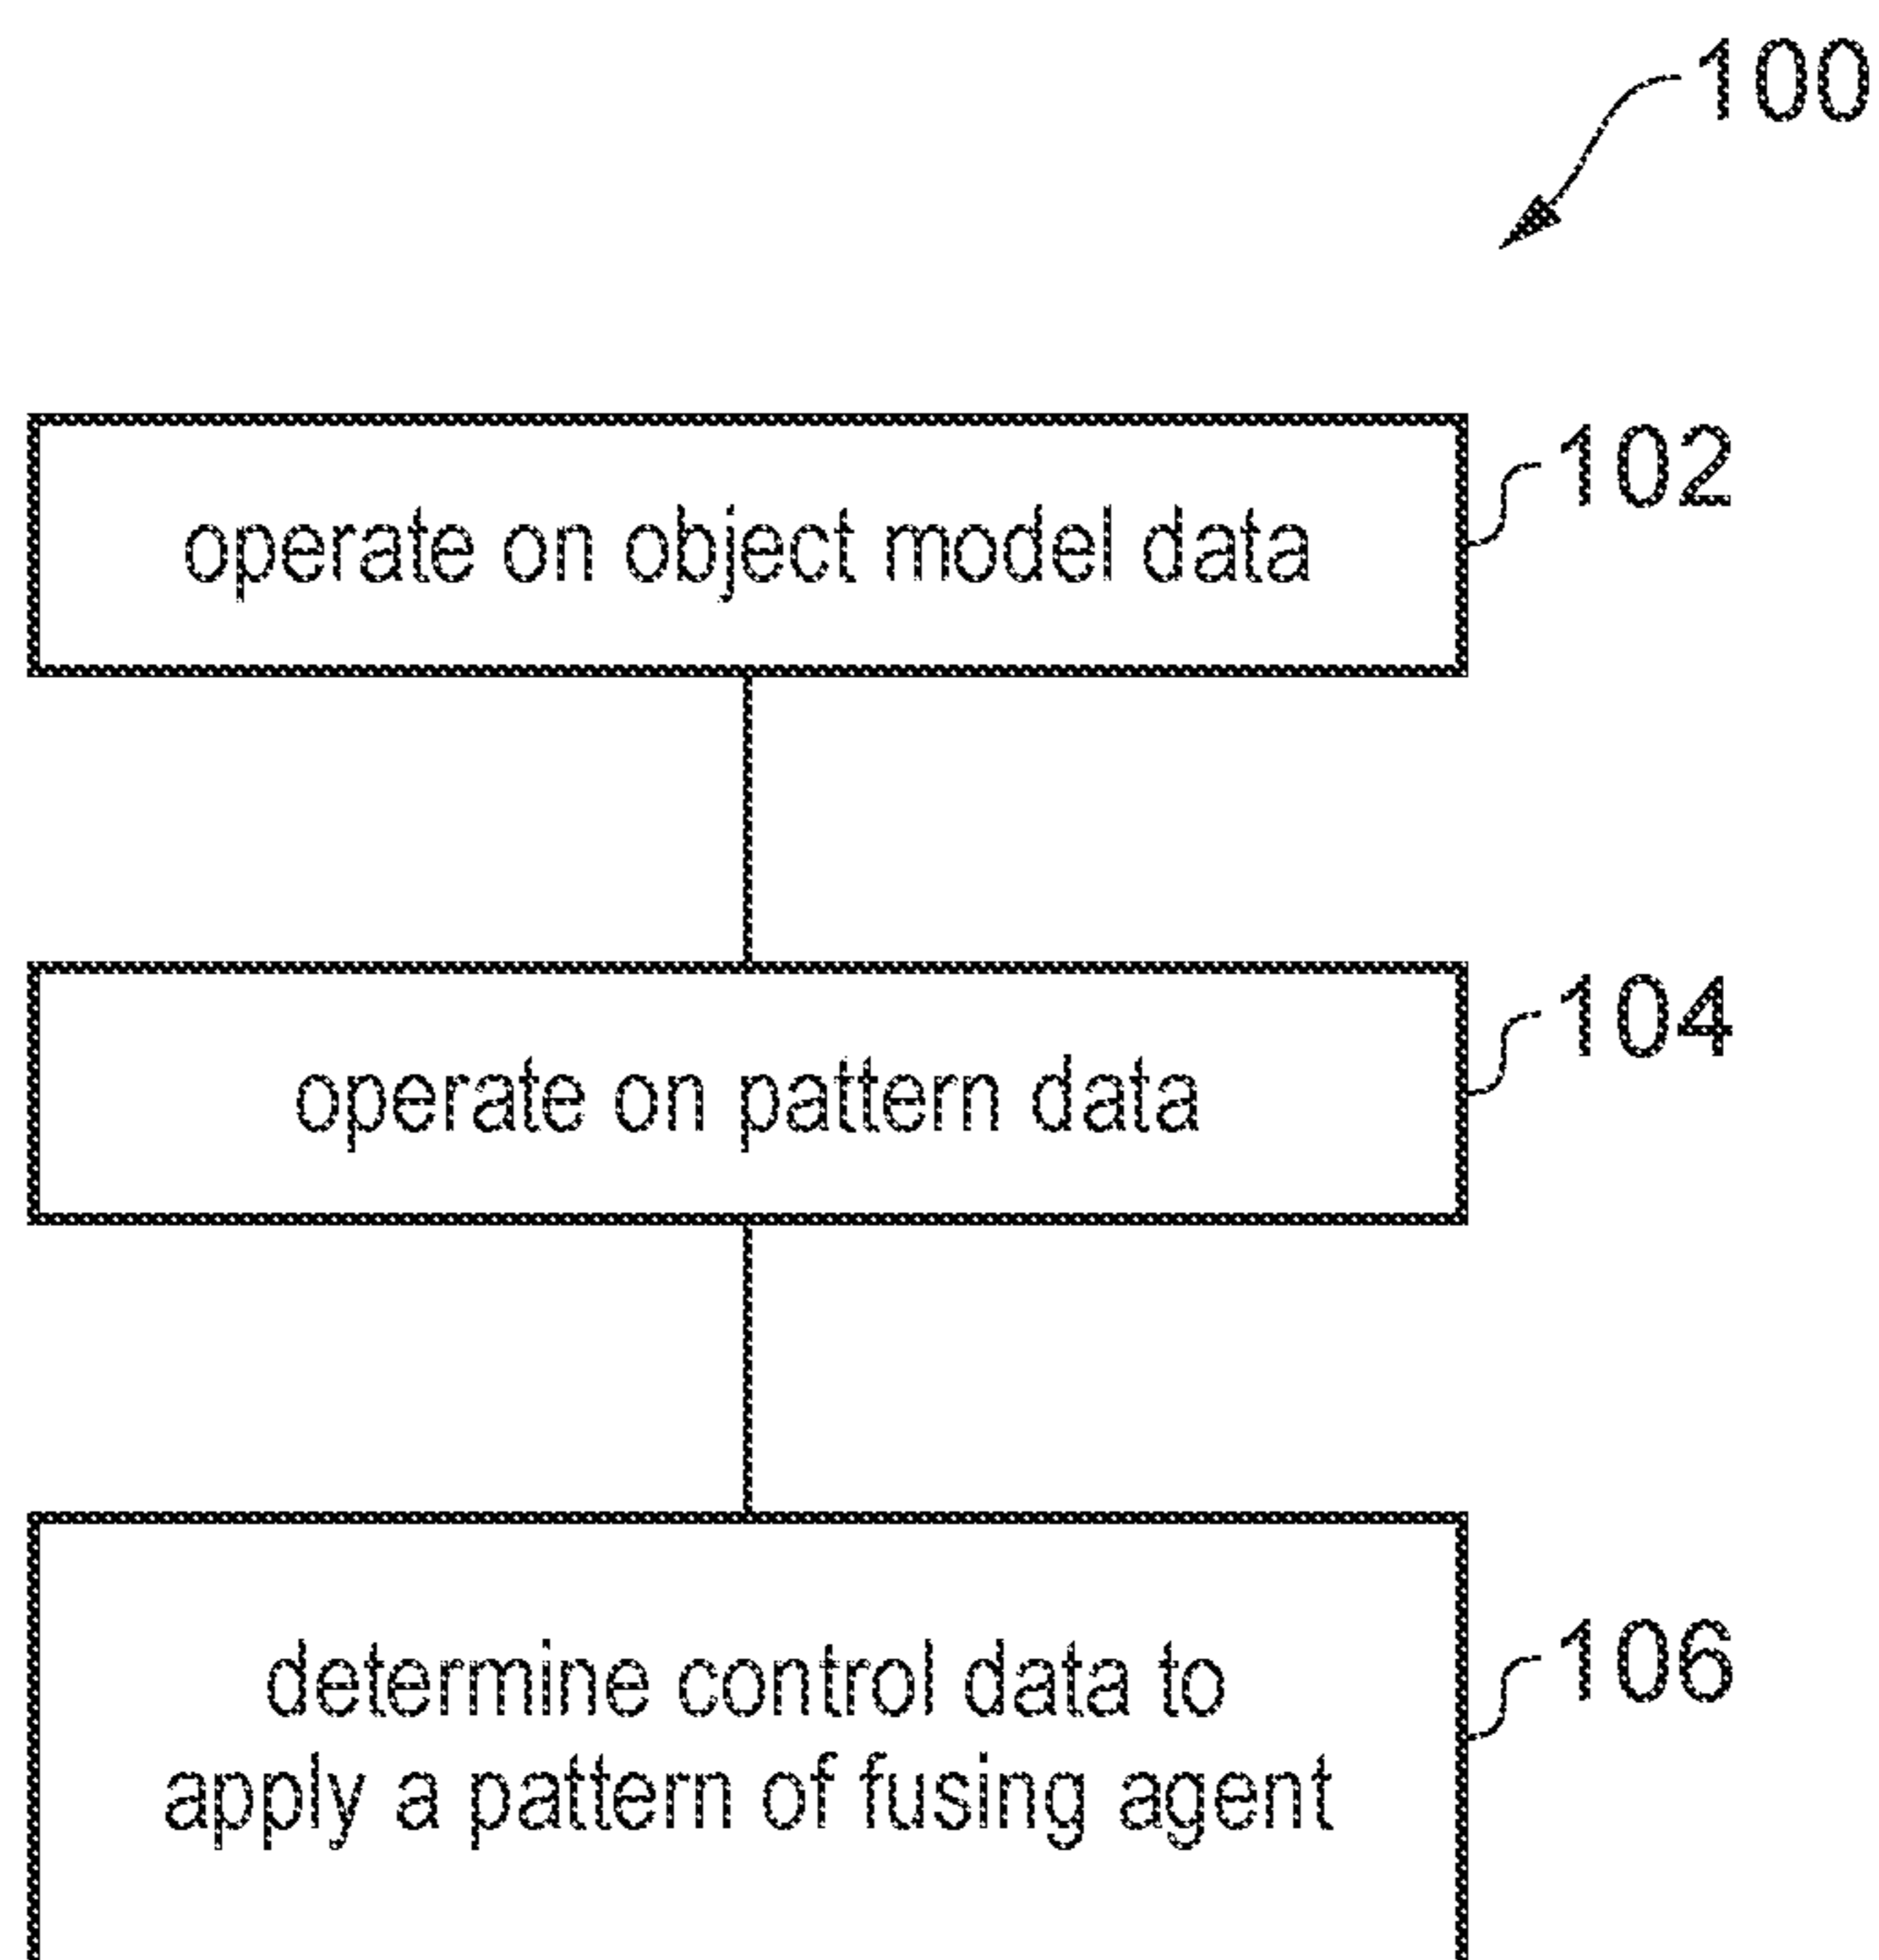 100
102
operate on object model data
104
operate on pattern data
106
determine control data to
apply a pattern of fusing agent